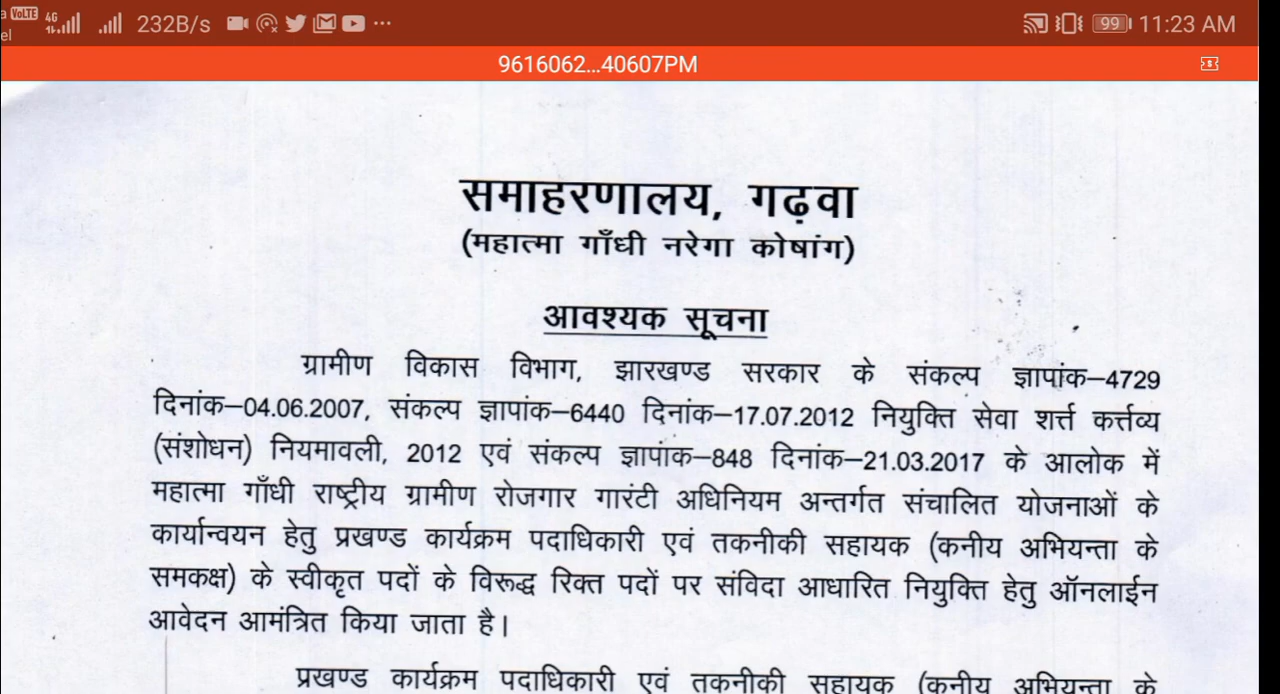 a VoLTE 4G 232B/s ... 99 11:23 AM
el
9616062...40607PM
समाहरणालय, गढ़वा
(महात्मा गाँधी नरेगा कोषांग)
आवश्यक सूचना
ग्रामीण विकास विभाग, झारखण्ड सरकार के संकल्प ज्ञापांक–4729
दिनांक–04.06.2007, संकल्प ज्ञापांक–6440 दिनांक–17.07.2012 नियुक्ति सेवा शर्त्त कर्त्तव्य
(संशोधन) नियमावली, 2012 एवं संकल्प ज्ञापांक–848 दिनांक–21.03.2017 के आलोक में
महात्मा गाँधी राष्ट्रीय ग्रामीण रोजगार गारंटी अधिनियम अन्तर्गत संचालित योजनाओं के
कार्यान्वयन हेतु प्रखण्ड कार्यक्रम पदाधिकारी एवं तकनीकी सहायक (कनीय अभियन्ता के
समकक्ष) के स्वीकृत पदों के विरूद्ध रिक्त पदों पर संविदा आधारित नियुक्ति हेतु ऑनलाईन
आवेदन आमंत्रित किया जाता है।
प्रखण्ड कार्यक्रम पदाधिकारी एवं तकनीकी सहायक (कनीय अभियन्ता के